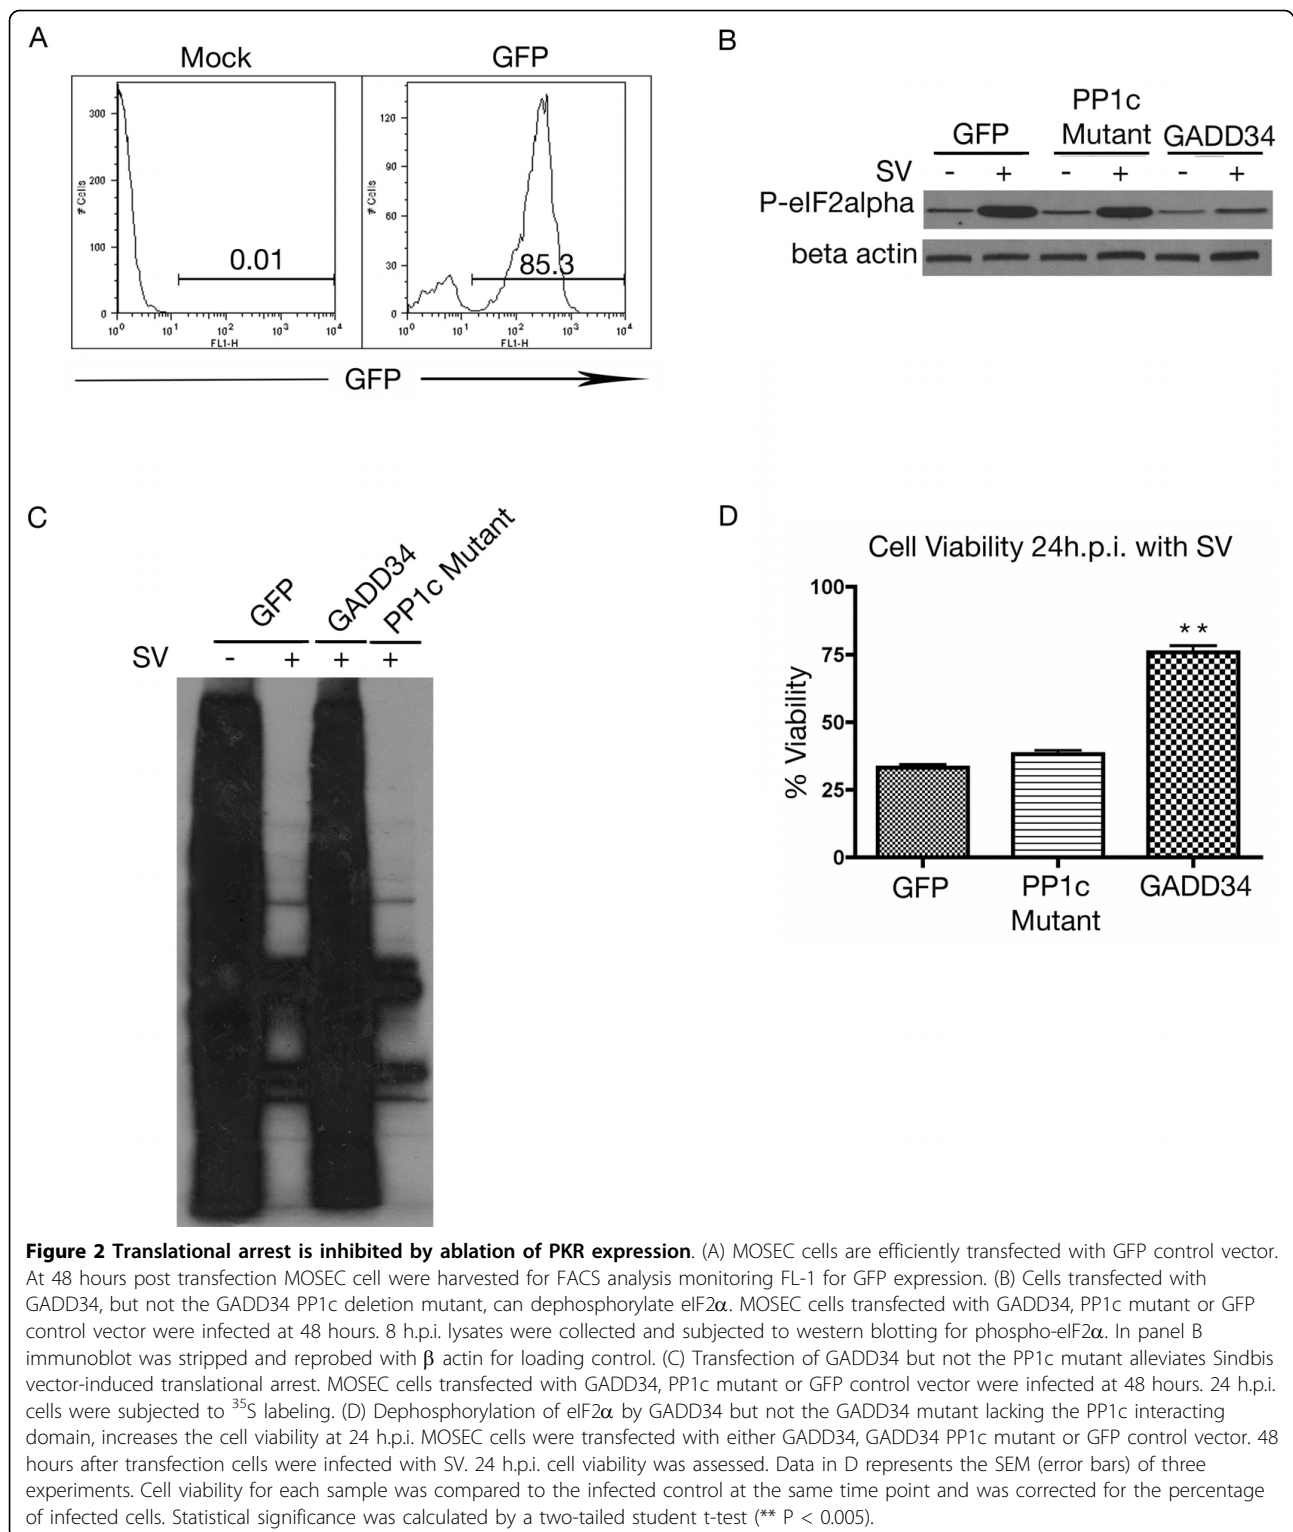 A
Mock
GFP
300
200
100
0
# Cells
0.01
10^0 10^1 10^2 10^3 10^4
FL1-H
120
90
60
30
0
# Cells
85.3
10^0 10^1 10^2 10^3 10^4
FL1-H
GFP
B
GFP
PP1c
Mutant
GADD34
SV - + - + - +
P-eIF2alpha
beta actin
C
GFP
GADD34
PP1c Mutant
SV - + + +
D
Cell Viability 24h.p.i. with SV
% Viability
100
75
50
25
0
**
GFP
PP1c
Mutant
GADD34
Figure 2 Translational arrest is inhibited by ablation of PKR expression. (A) MOSEC cells are efficiently transfected with GFP control vector.
At 48 hours post transfection MOSEC cell were harvested for FACS analysis monitoring FL-1 for GFP expression. (B) Cells transfected with
GADD34, but not the GADD34 PP1c deletion mutant, can dephosphorylate eIF2α. MOSEC cells transfected with GADD34, PP1c mutant or GFP
control vector were infected at 48 hours. 8 h.p.i. lysates were collected and subjected to western blotting for phospho-eIF2α. In panel B
immunoblot was stripped and reprobed with β actin for loading control. (C) Transfection of GADD34 but not the PP1c mutant alleviates Sindbis
vector-induced translational arrest. MOSEC cells transfected with GADD34, PP1c mutant or GFP control vector were infected at 48 hours. 24 h.p.i.
cells were subjected to ³⁵S labeling. (D) Dephosphorylation of eIF2α by GADD34 but not the GADD34 mutant lacking the PP1c interacting
domain, increases the cell viability at 24 h.p.i. MOSEC cells were transfected with either GADD34, GADD34 PP1c mutant or GFP control vector. 48
hours after transfection cells were infected with SV. 24 h.p.i. cell viability was assessed. Data in D represents the SEM (error bars) of three
experiments. Cell viability for each sample was compared to the infected control at the same time point and was corrected for the percentage
of infected cells. Statistical significance was calculated by a two-tailed student t-test (** P < 0.005).